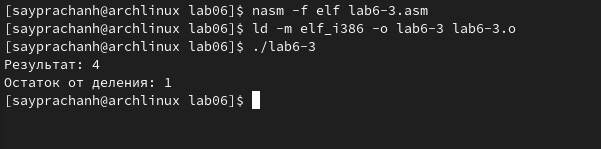 [sayprachanh@archlinux lab06]$ nasm -f elf lab6-3.asm
[sayprachanh@archlinux lab06]$ ld -m elf_i386 -o lab6-3 lab6-3.o
[sayprachanh@archlinux lab06]$ ./lab6-3
Результат: 4
Остаток от деления: 1
[sayprachanh@archlinux lab06]$